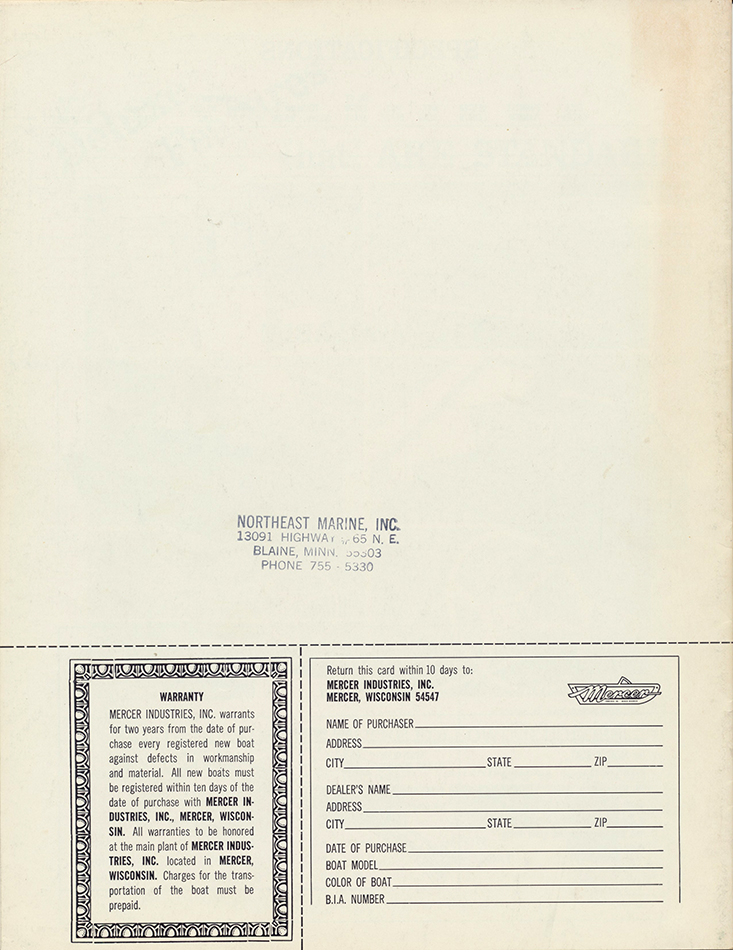 NORTHEAST MARINE, INC.
13091 HIGHWAY 65 N. E.
BLAINE, MINN. 55303
PHONE 755 - 5330
WARRANTY
MERCER INDUSTRIES, INC. warrants
for two years from the date of pur-
chase every registered new boat
against defects in workmanship
and material. All new boats must
be registered within ten days of the
date of purchase with MERCER IN-
DUSTRIES, INC., MERCER, WISCON-
SIN. All warranties to be honored
at the main plant of MERCER INDUS-
TRIES, INC. located in MERCER,
WISCONSIN. Charges for the trans-
portation of the boat must be
prepaid.
Return this card within 10 days to:
MERCER INDUSTRIES, INC.
MERCER, WISCONSIN 54547
Mercer
NAME OF PURCHASER
ADDRESS
CITY STATE ZIP
DEALER'S NAME
ADDRESS
CITY STATE ZIP
DATE OF PURCHASE
BOAT MODEL
COLOR OF BOAT
B.I.A. NUMBER